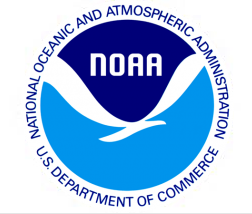 NATIONAL OCEANIC AND ATMOSPHERIC ADMINISTRATION
NOAA
U.S. DEPARTMENT OF COMMERCE